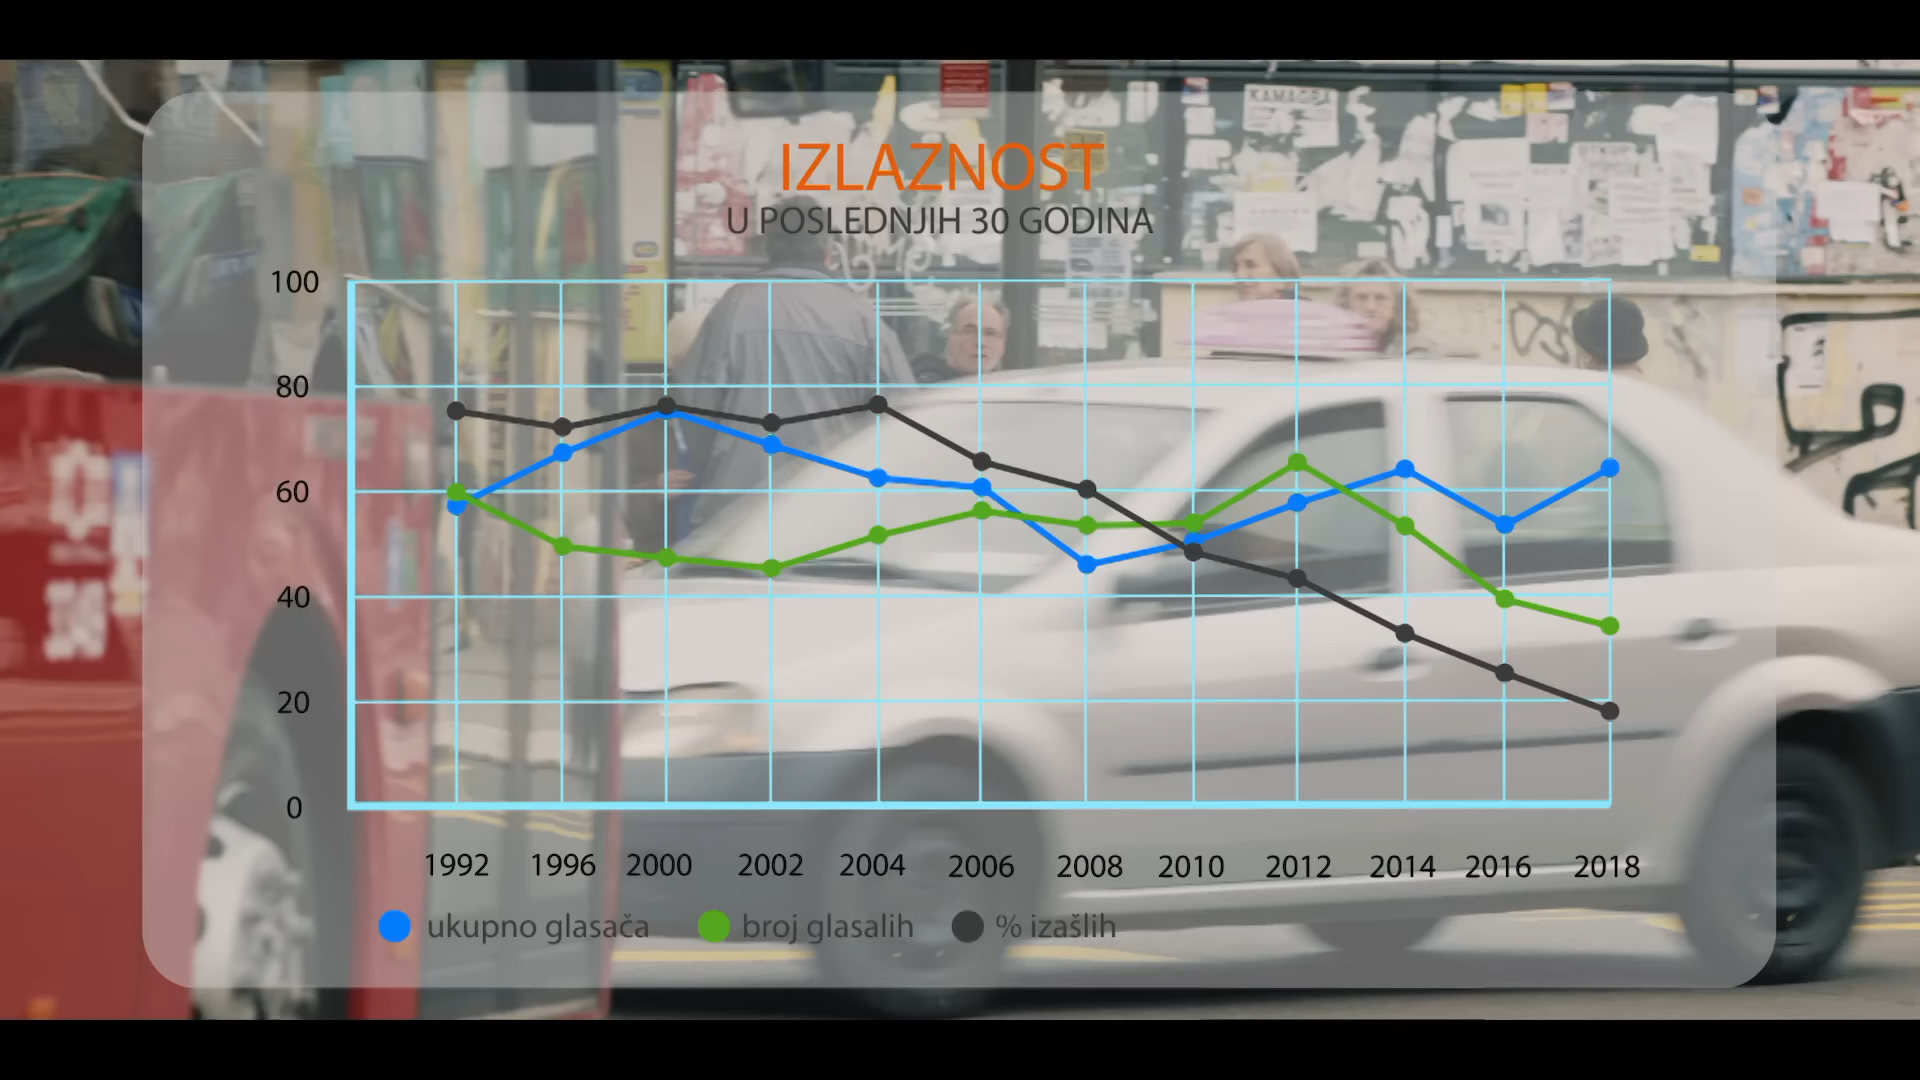 KAMAGRA
IZLAZNOST
U POSLEDNJIH 30 GODINA
100
80
60
40
20
0
1992 1996 2000 2002 2004 2006 2008 2010 2012 2014 2016 2018
ukupno glasača broj glasalih % izašlih